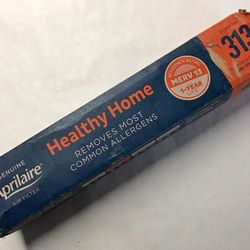 GENUINE
Aprilaire
AIR FILTER
Healthy Home
REMOVES MOST
COMMON ALLERGENS
MERV 13
1-YEAR
313